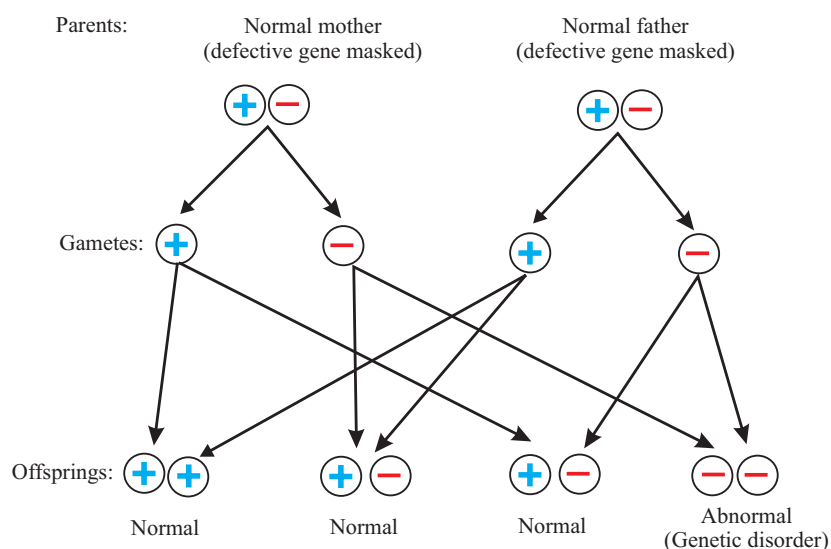 Parents:
Normal mother
(defective gene masked)
Normal father
(defective gene masked)
+ − + −
Gametes:
+ − + −
Offsprings:
+ + + − + − − −
Normal
Normal
Normal
Abnormal
(Genetic disorder)